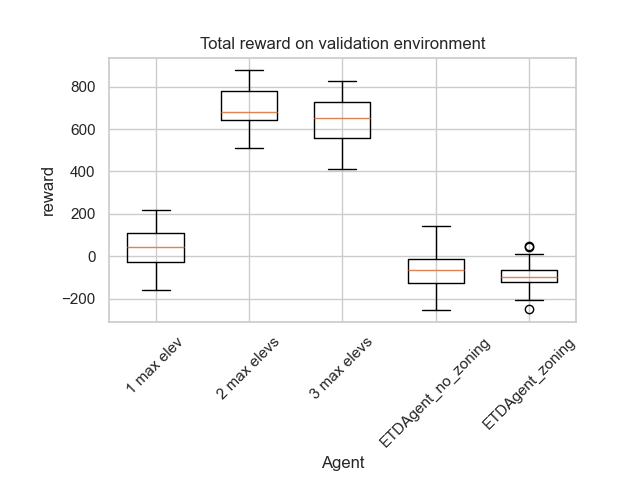 Total reward on validation environment
800
600
400
200
0
−200
reward
1 max elev
2 max elevs
3 max elevs
ETDAgent_no_zoning
ETDAgent_zoning
Agent